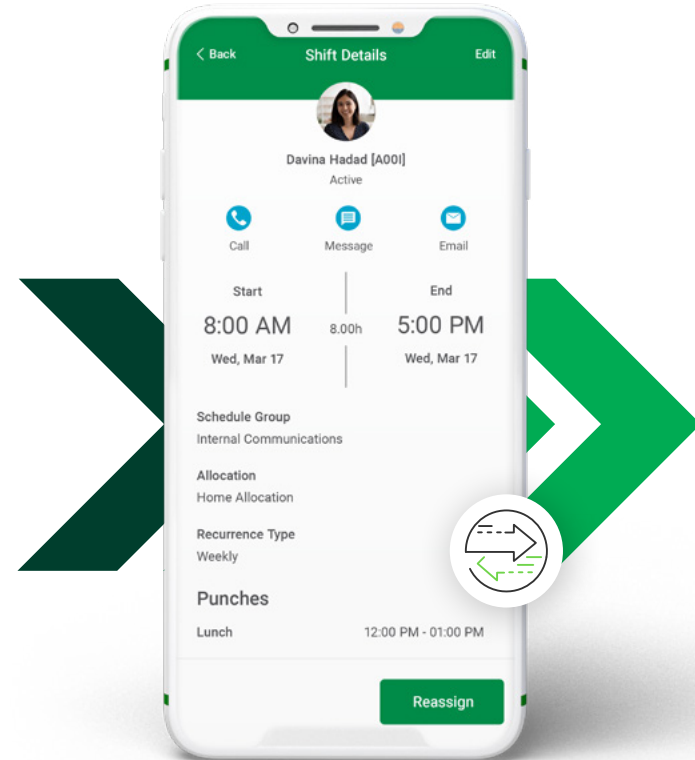 Back Shift Details Edit
Davina Hadad [A00I]
Active
Call Message Email
Start End
8:00 AM 8.00h 5:00 PM
Wed, Mar 17 Wed, Mar 17
Schedule Group
Internal Communications
Allocation
Home Allocation
Recurrence Type
Weekly
Punches
Lunch 12:00 PM - 01:00 PM
Reassign